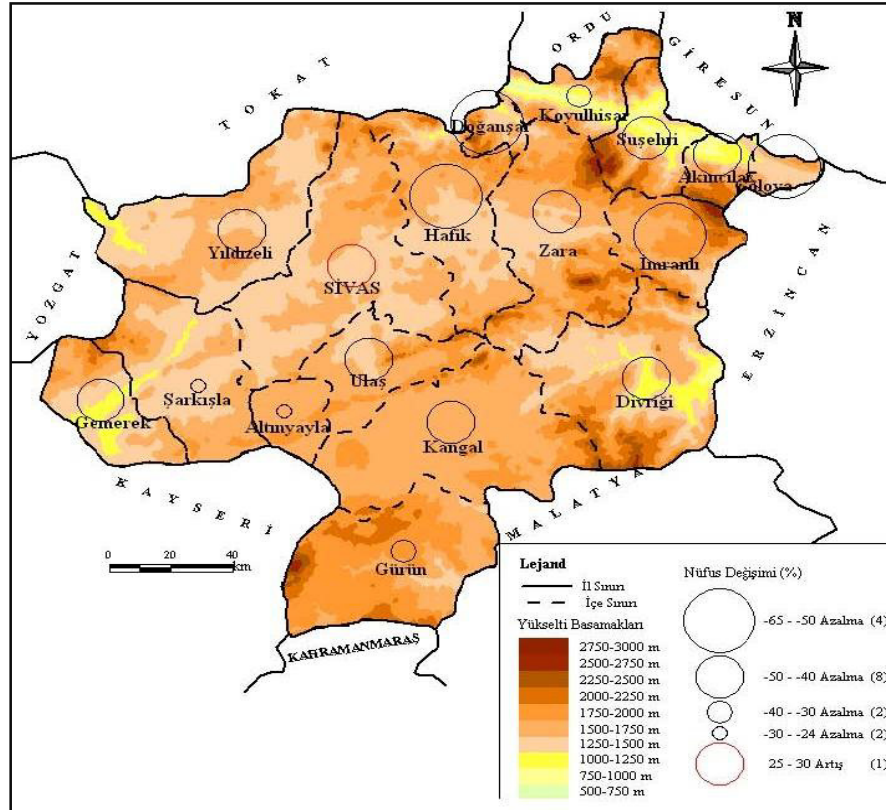 N
ORDU
GİRESUN
TOKAT
Koyulhisar
Doğanşar
Suşehri
Akıncılar
Gölova
Hafik
Zara
İmranlı
Yıldızeli
SİVAS
YOZGAT
ERZİNCAN
Ulaş
Divriği
Şarkışla
Gemerek
Altınyayla
Kangal
KAYSERİ
MALATYA
Gürün
0 20 40
km
KAHRAMANMARAŞ
Lejand
İl Sınırı
İlçe Sınırı
Yükselti Basamakları
2750-3000 m
2500-2750 m
2250-2500 m
2000-2250 m
1750-2000 m
1500-1750 m
1250-1500 m
1000-1250 m
750-1000 m
500-750 m
Nüfus Değişimi (%)
-65 - -50 Azalma (4)
-50 - -40 Azalma (8)
-40 - -30 Azalma (2)
-30 - -24 Azalma (2)
25 - 30 Artış (1)